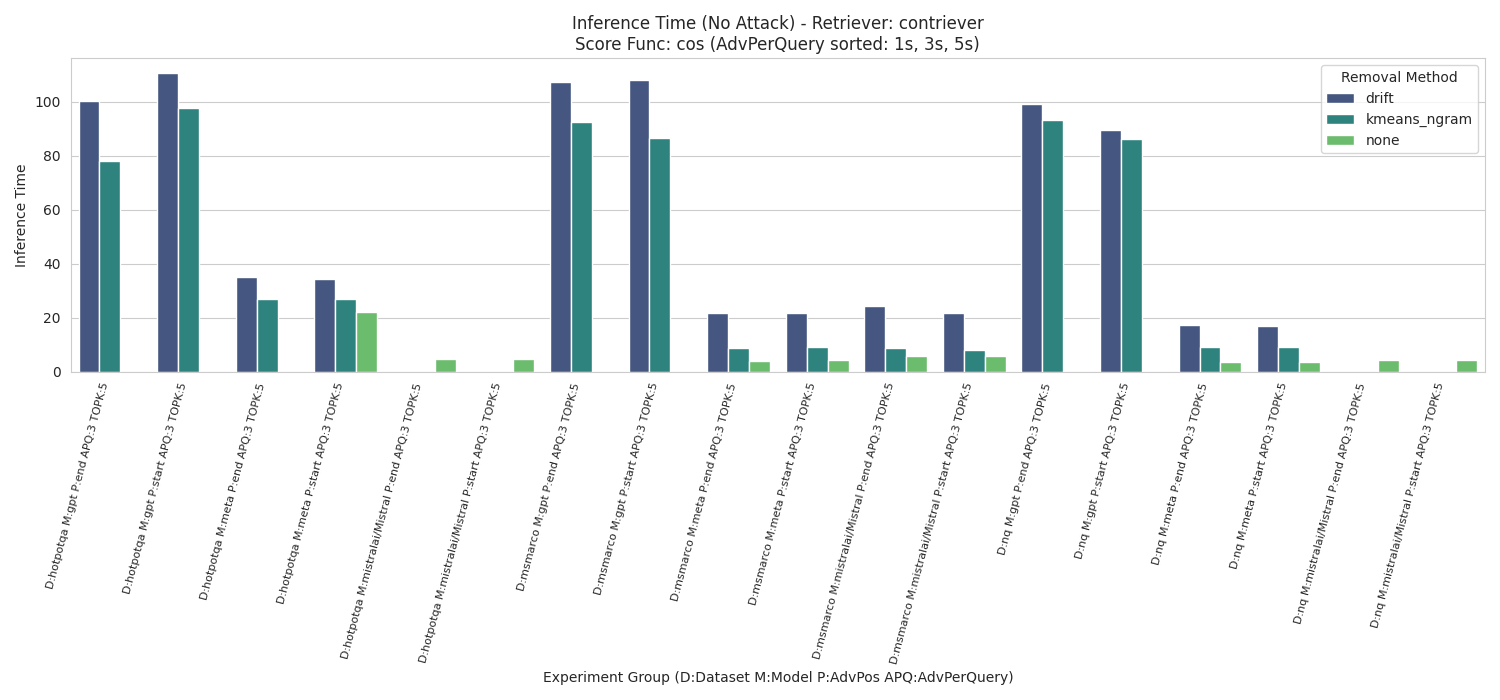 Inference Time (No Attack) - Retriever: contriever
Score Func: cos (AdvPerQuery sorted: 1s, 3s, 5s)
Removal Method
drift
kmeans_ngram
none
Inference Time
100
80
60
40
20
0
D:hotpotqa M:gpt P:end APQ:3 TOPK:5
D:hotpotqa M:gpt P:start APQ:3 TOPK:5
D:hotpotqa M:meta P:end APQ:3 TOPK:5
D:hotpotqa M:meta P:start APQ:3 TOPK:5
D:hotpotqa M:mistralai/Mistral P:end APQ:3 TOPK:5
D:hotpotqa M:mistralai/Mistral P:start APQ:3 TOPK:5
D:msmarco M:gpt P:end APQ:3 TOPK:5
D:msmarco M:gpt P:start APQ:3 TOPK:5
D:msmarco M:meta P:end APQ:3 TOPK:5
D:msmarco M:meta P:start APQ:3 TOPK:5
D:msmarco M:mistralai/Mistral P:end APQ:3 TOPK:5
D:msmarco M:mistralai/Mistral P:start APQ:3 TOPK:5
D:nq M:gpt P:end APQ:3 TOPK:5
D:nq M:gpt P:start APQ:3 TOPK:5
D:nq M:meta P:end APQ:3 TOPK:5
D:nq M:meta P:start APQ:3 TOPK:5
D:nq M:mistralai/Mistral P:end APQ:3 TOPK:5
D:nq M:mistralai/Mistral P:start APQ:3 TOPK:5
Experiment Group (D:Dataset M:Model P:AdvPos APQ:AdvPerQuery)